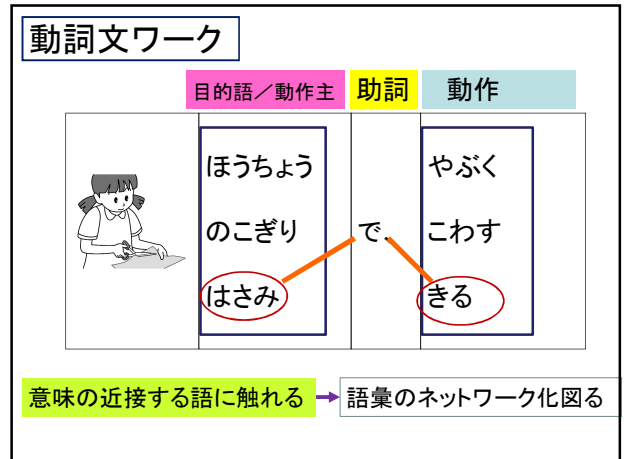 動詞文ワーク
目的語／動作主 助詞 動作
ほうちょう やぶく
のこぎり で. こわす
はさみ きる
意味の近接する語に触れる 語彙のネットワーク化図る